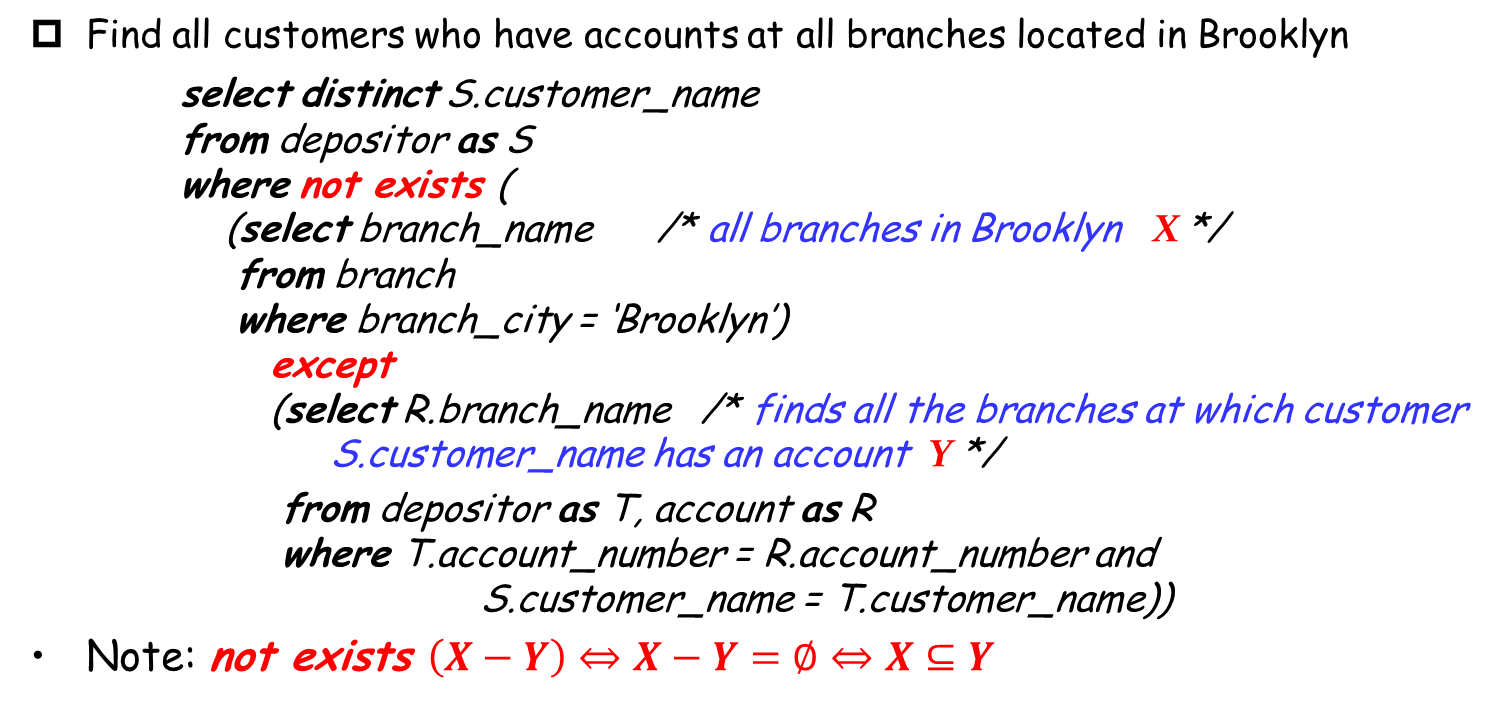 Find all customers who have accounts at all branches located in Brooklyn
select distinct S.customer_name
from depositor as S
where not exists (
(select branch_name /* all branches in Brooklyn X */
from branch
where branch_city = ‘Brooklyn’)
except
(select R.branch_name /* finds all the branches at which customer
S.customer_name has an account Y */
from depositor as T, account as R
where T.account_number = R.account_number and
S.customer_name = T.customer_name))
• Note: not exists (X − Y) ⇔ X − Y = ∅ ⇔ X ⊆ Y